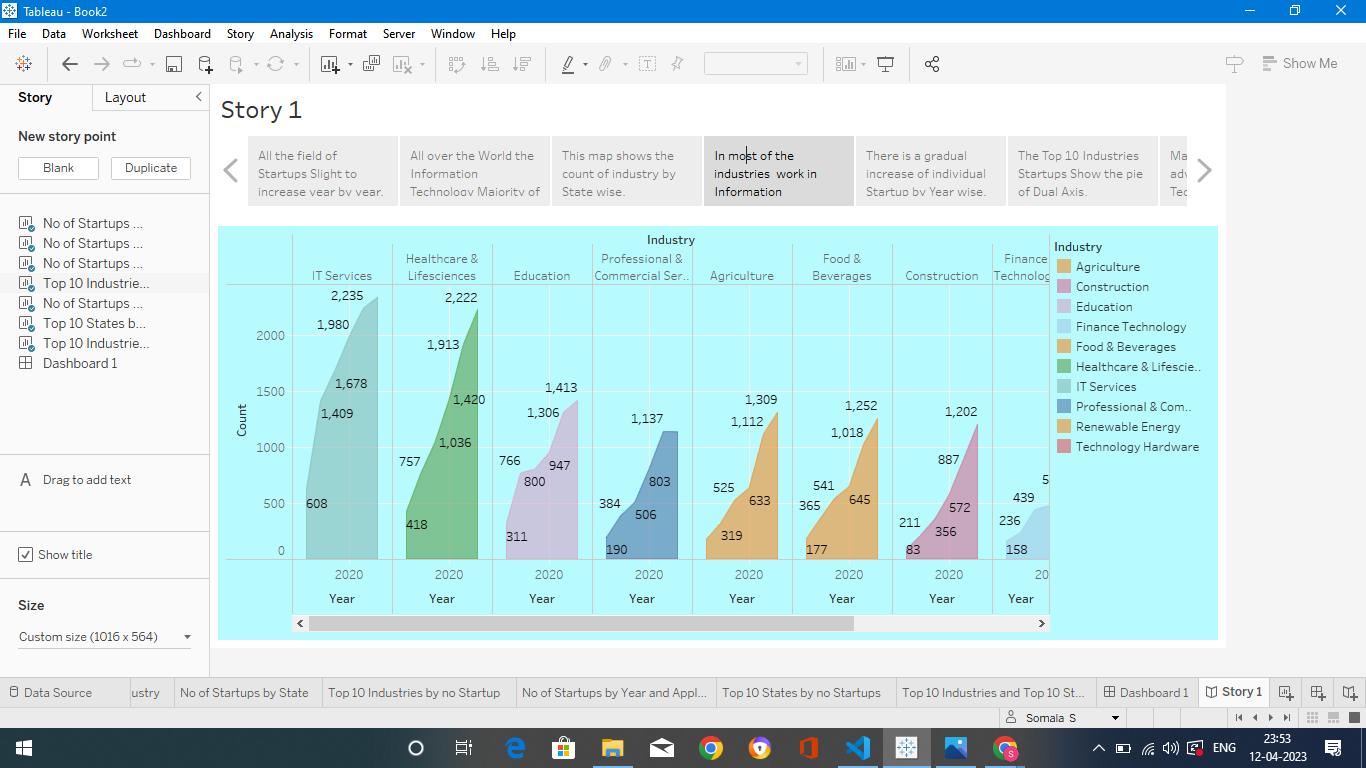 Tableau - Book2
File Data Worksheet Dashboard Story Analysis Format Server Window Help
Show Me
Story Layout
New story point
Blank Duplicate
No of Startups ...
No of Startups ...
No of Startups ...
Top 10 Industrie...
No of Startups ...
Top 10 States b...
Top 10 Industrie...
Dashboard 1
A Drag to add text
Show title
Size
Custom size (1016 x 564)
Story 1
All the field of
Startups Slight to
increase year by year.
All over the World the
Information
Technology Majority of
This map shows the
count of industry by
State wise.
In most of the
industries work in
Information
There is a gradual
increase of individual
Startup by Year wise.
The Top 10 Industries
Startups Show the pie
of Dual Axis.
Ma
adv
Tec
Industry
IT Services
Healthcare &
Lifesciences
Education
Professional &
Commercial Ser..
Agriculture
Food &
Beverages
Construction
Finance
Technolog
Count
2000
1500
1000
500
0
2,235
1,980
1,678
1,409
608
2,222
1,913
1,420
1,036
757
418
1,413
1,306
947
800
766
311
1,137
803
506
384
190
1,309
1,112
633
525
319
1,252
1,018
645
541
365
177
1,202
887
572
356
211
83
5
439
236
158
2020 2020 2020 2020 2020 2020 2020 20
Year Year Year Year Year Year Year Year
Industry
Agriculture
Construction
Education
Finance Technology
Food & Beverages
Healthcare & Lifescie..
IT Services
Professional & Com..
Renewable Energy
Technology Hardware
Data Source ustry No of Startups by State Top 10 Industries by no Startup No of Startups by Year and Appl... Top 10 States by no Startups Top 10 Industries and Top 10 St... Dashboard 1 Story 1
Somala S
ENG
23:53
12-04-2023